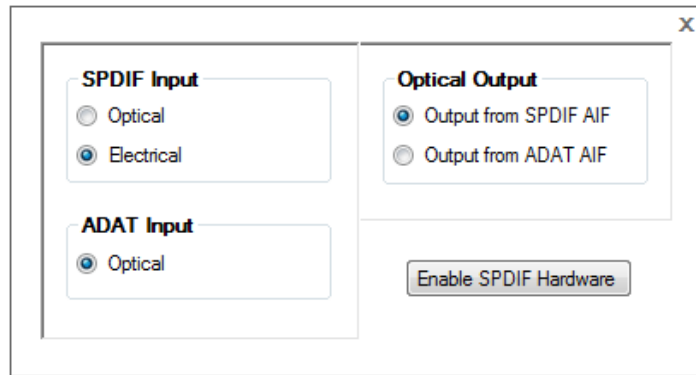 X
SPDIF Input
Optical
Electrical
ADAT Input
Optical
Optical Output
Output from SPDIF AIF
Output from ADAT AIF
Enable SPDIF Hardware